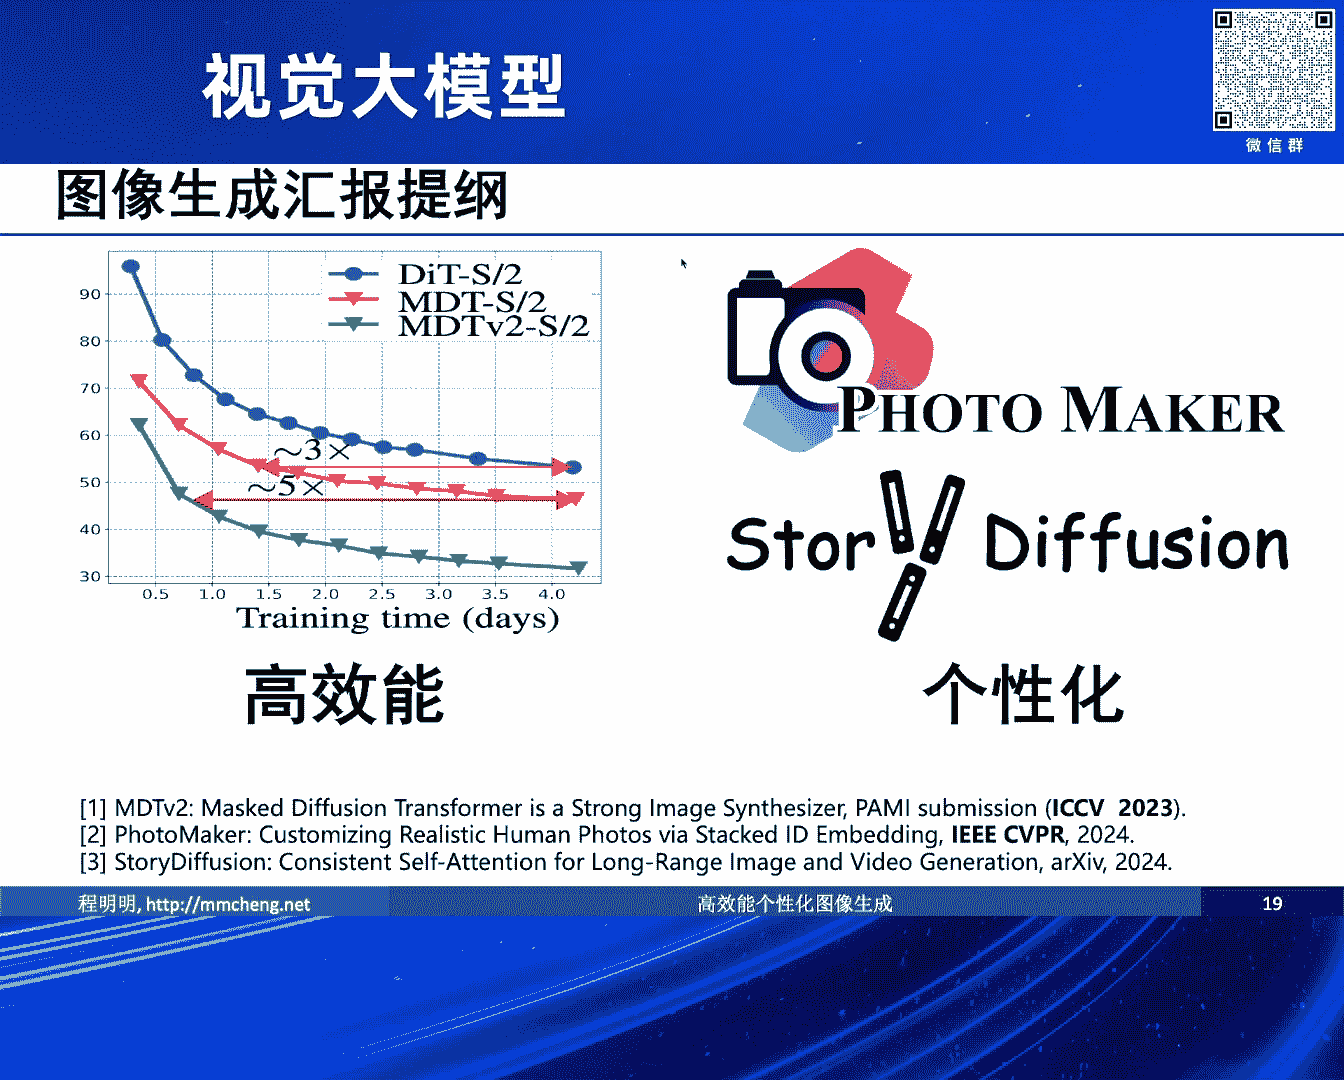 视觉大模型
微信群
图像生成汇报提纲
DiT-S/2
MDT-S/2
MDTv2-S/2
90
80
70
60
50
40
30
~3×
~5×
0.5 1.0 1.5 2.0 2.5 3.0 3.5 4.0
Training time (days)
高效能
PHOTO MAKER
StoryDiffusion
个性化
[1] MDTv2: Masked Diffusion Transformer is a Strong Image Synthesizer, PAMI submission (ICCV 2023).
[2] PhotoMaker: Customizing Realistic Human Photos via Stacked ID Embedding, IEEE CVPR, 2024.
[3] StoryDiffusion: Consistent Self-Attention for Long-Range Image and Video Generation, arXiv, 2024.
程明明, http://mmcheng.net
高效能个性化图像生成
19